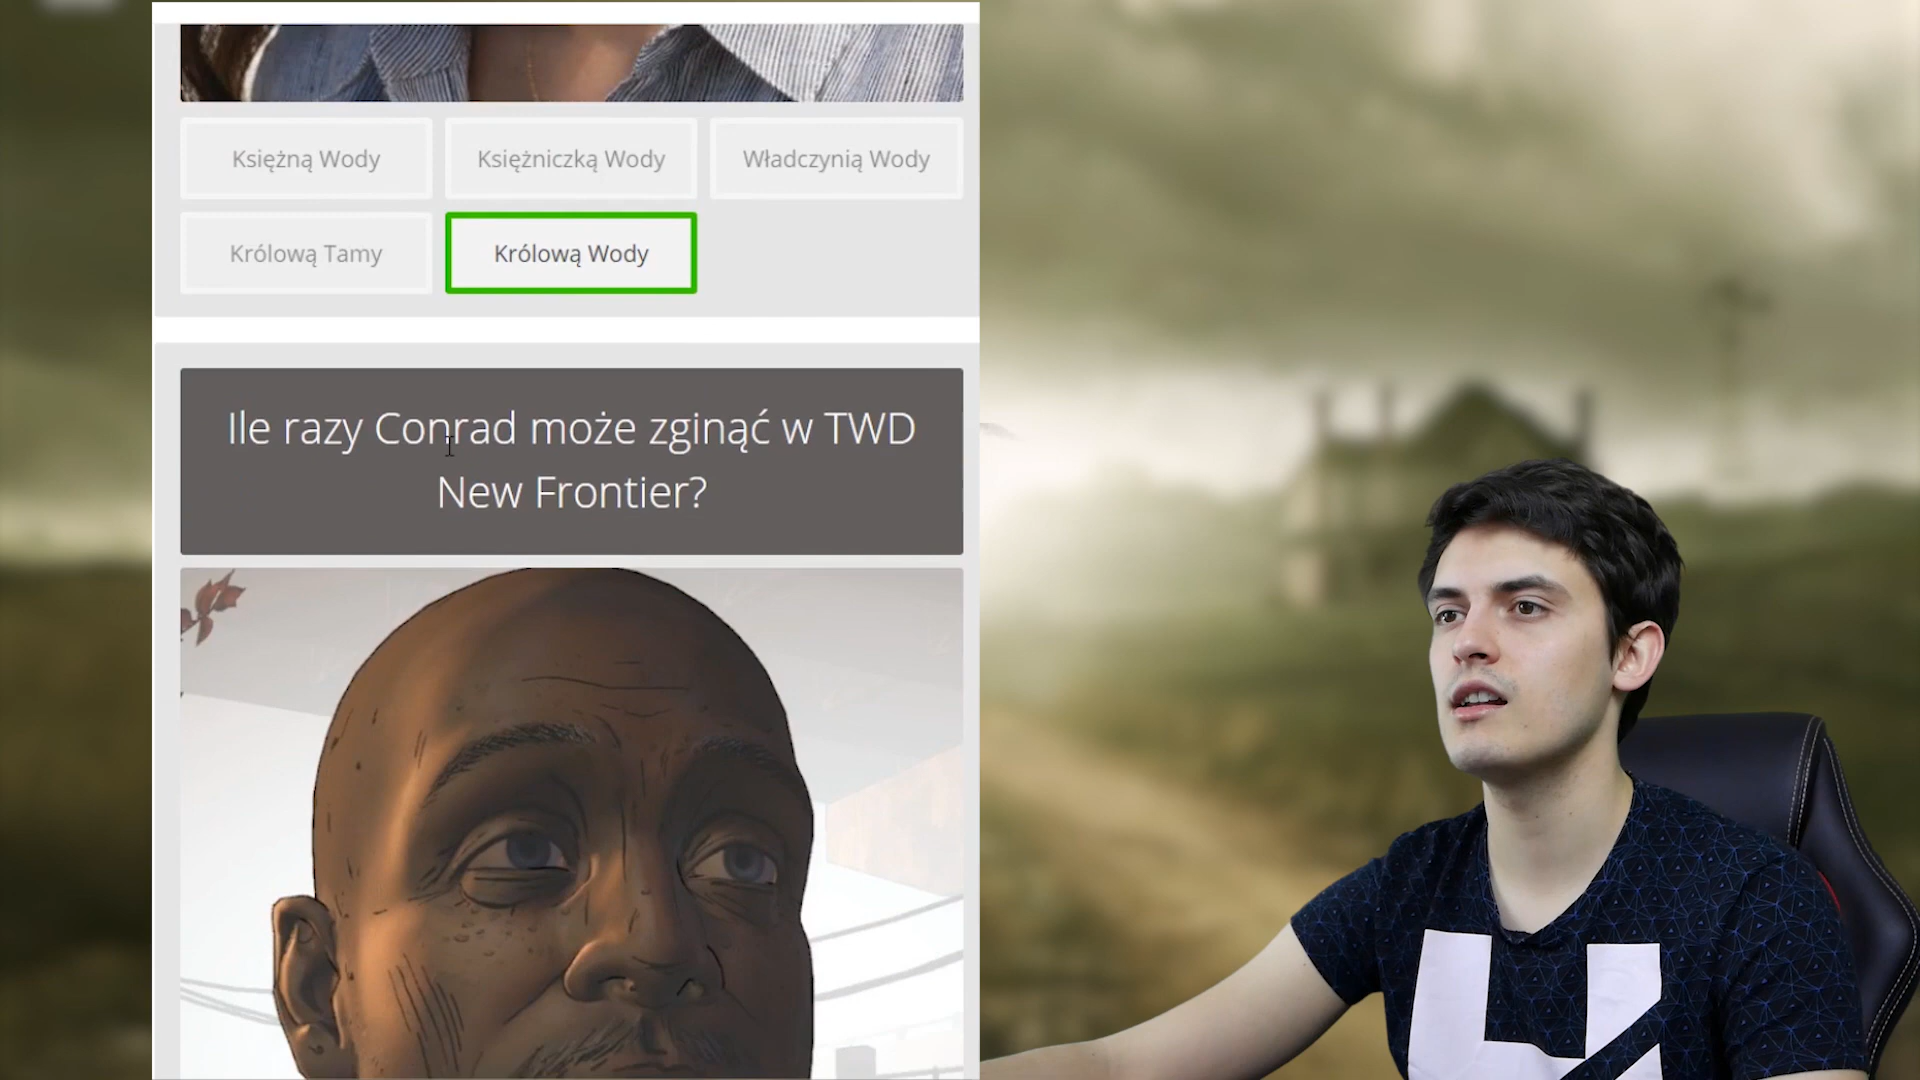 Księżną Wody
Księżniczką Wody
Władczynią Wody
Królową Tamy
Królową Wody
Ile razy Conrad może zginąć w TWD
New Frontier?